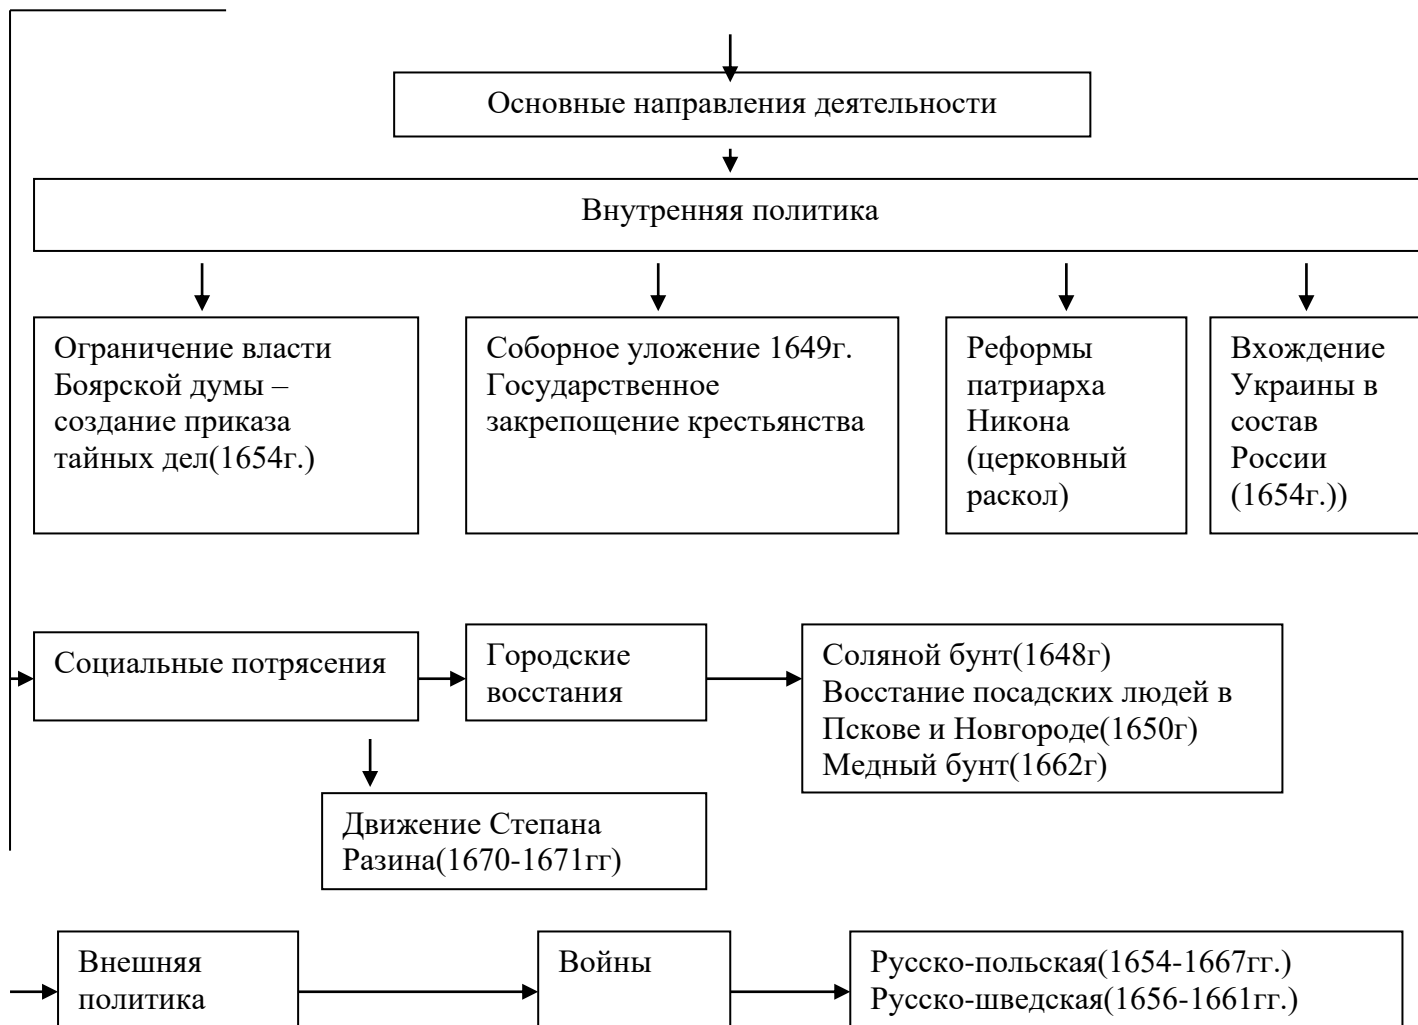 Основные направления деятельности
Внутренняя политика
Ограничение власти
Боярской думы –
создание приказа
тайных дел(1654г.)
Соборное уложение 1649г.
Государственное
закрепощение крестьянства
Реформы
патриарха
Никона
(церковный
раскол)
Вхождение
Украины в
состав
России
(1654г.))
Социальные потрясения
Городские
восстания
Соляной бунт(1648г)
Восстание посадских людей в
Пскове и Новгороде(1650г)
Медный бунт(1662г)
Движение Степана
Разина(1670-1671гг)
Внешняя
политика
Войны
Русско-польская(1654-1667гг.)
Русско-шведская(1656-1661гг.)